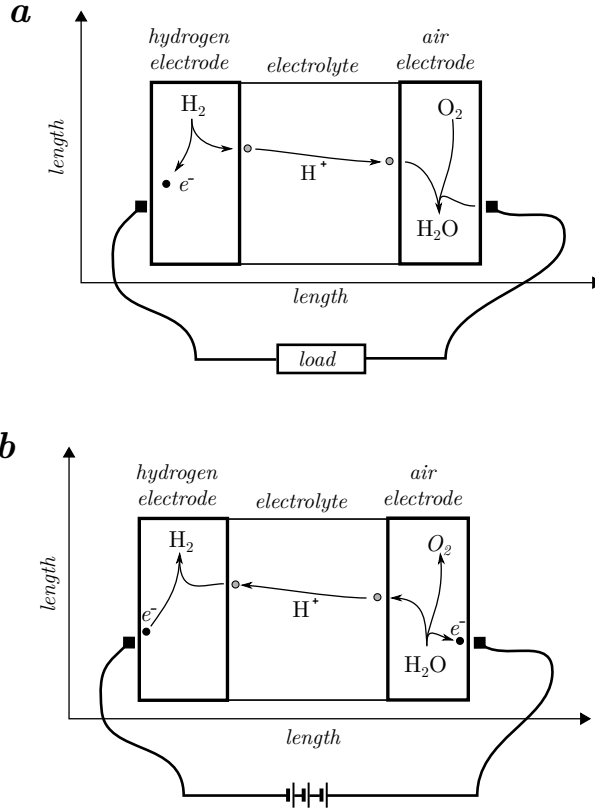 a
hydrogen
electrode
electrolyte
air
electrode
length
H₂
O₂
e⁻
H⁺
H₂O
length
load
b
hydrogen
electrode
electrolyte
air
electrode
length
H₂
O₂
e⁻
H⁺
e⁻
H₂O
length